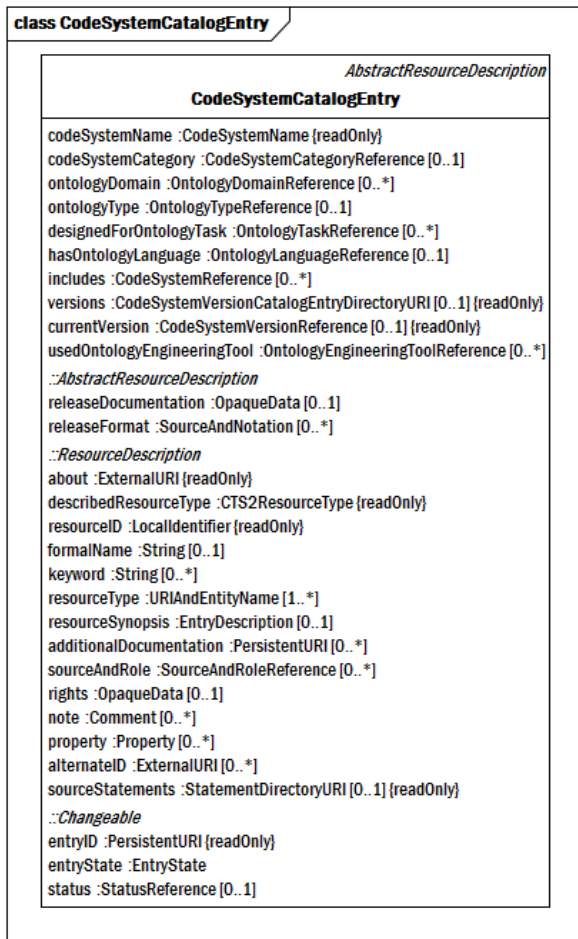 class CodeSystemCatalogEntry
AbstractResourceDescription
CodeSystemCatalogEntry
codeSystemName :CodeSystemName {readOnly}
codeSystemCategory :CodeSystemCategoryReference [0..1]
ontologyDomain :OntologyDomainReference [0..*]
ontologyType :OntologyTypeReference [0..1]
designedForOntologyTask :OntologyTaskReference [0..*]
hasOntologyLanguage :OntologyLanguageReference [0..1]
includes :CodeSystemReference [0..*]
versions :CodeSystemVersionCatalogEntryDirectoryURI [0..1] {readOnly}
currentVersion :CodeSystemVersionReference [0..1] {readOnly}
usedOntologyEngineeringTool :OntologyEngineeringToolReference [0..*]
::AbstractResourceDescription
releaseDocumentation :OpaqueData [0..1]
releaseFormat :SourceAndNotation [0..*]
::ResourceDescription
about :ExternalURI {readOnly}
describedResourceType :CTS2ResourceType {readOnly}
resourceID :LocalIdentifier {readOnly}
formalName :String [0..1]
keyword :String [0..*]
resourceType :URIAndEntityName [1..*]
resourceSynopsis :EntryDescription [0..1]
additionalDocumentation :PersistentURI [0..*]
sourceAndRole :SourceAndRoleReference [0..*]
rights :OpaqueData [0..1]
note :Comment [0..*]
property :Property [0..*]
alternateID :ExternalURI [0..*]
sourceStatements :StatementDirectoryURI [0..1] {readOnly}
::Changeable
entryID :PersistentURI {readOnly}
entryState :EntryState
status :StatusReference [0..1]